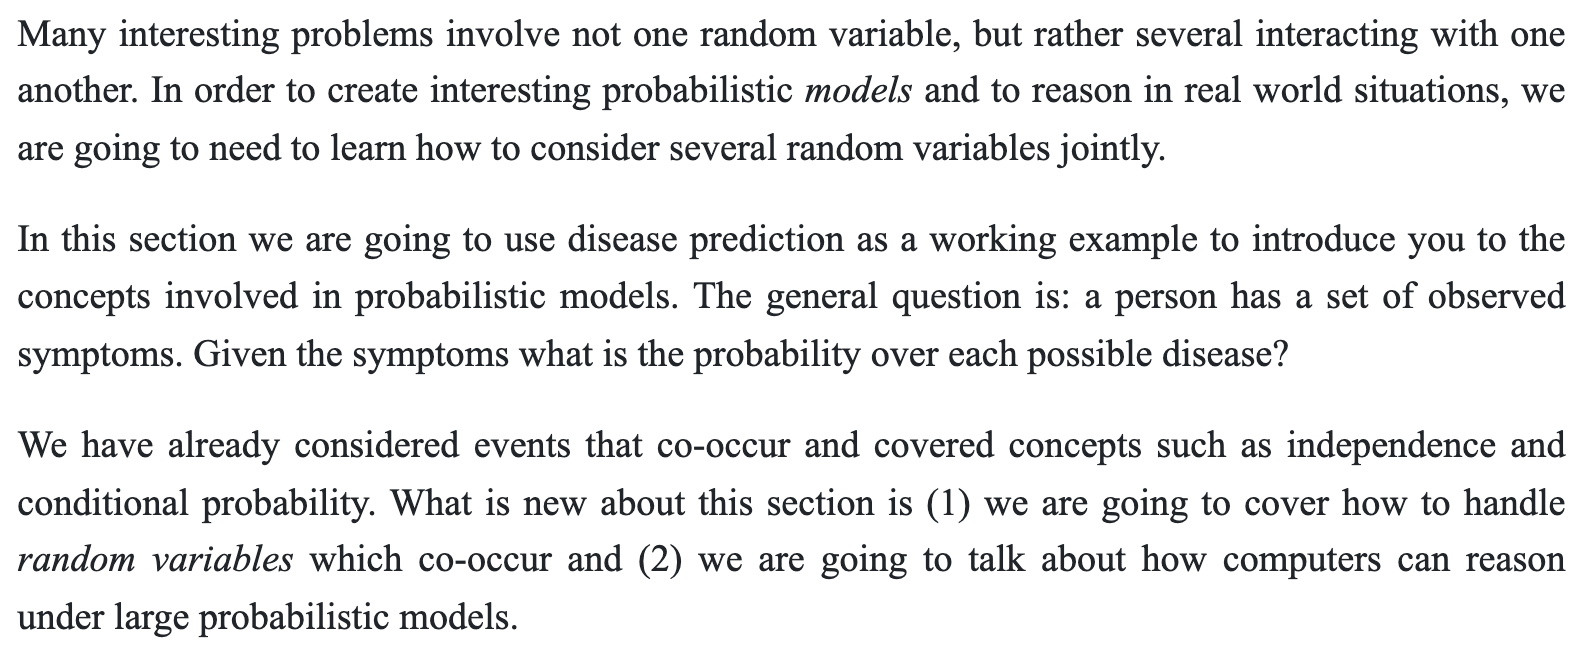 Many interesting problems involve not one random variable, but rather several interacting with one
another. In order to create interesting probabilistic models and to reason in real world situations, we
are going to need to learn how to consider several random variables jointly.
In this section we are going to use disease prediction as a working example to introduce you to the
concepts involved in probabilistic models. The general question is: a person has a set of observed
symptoms. Given the symptoms what is the probability over each possible disease?
We have already considered events that co-occur and covered concepts such as independence and
conditional probability. What is new about this section is (1) we are going to cover how to handle
random variables which co-occur and (2) we are going to talk about how computers can reason
under large probabilistic models.